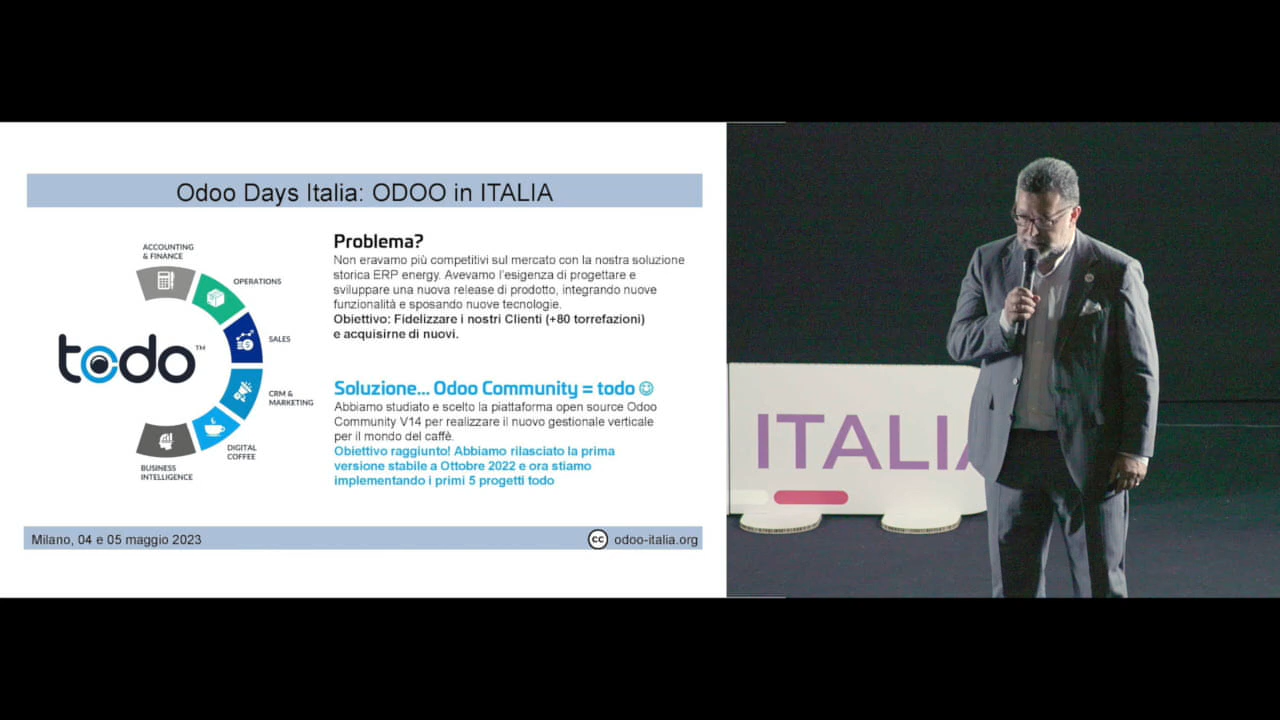 Odoo Days Italia: ODOO in ITALIA
ACCOUNTING
& FINANCE
OPERATIONS
SALES
CRM &
MARKETING
DIGITAL
COFFEE
BUSINESS
INTELLIGENCE
todo™
Problema?
Non eravamo più competitivi sul mercato con la nostra soluzione
storica ERP energy. Avevamo l'esigenza di progettare e
sviluppare una nuova release di prodotto, integrando nuove
funzionalità e sposando nuove tecnologie.
Obiettivo: Fidelizzare i nostri Clienti (+80 torrefazioni)
e acquisirne di nuovi.
Soluzione... Odoo Community = todo ☺
Abbiamo studiato e scelto la piattaforma open source Odoo
Community V14 per realizzare il nuovo gestionale verticale
per il mondo del caffè.
Obiettivo raggiunto! Abbiamo rilasciato la prima
versione stabile a Ottobre 2022 e ora stiamo
implementando i primi 5 progetti todo
Milano, 04 e 05 maggio 2023
cc odoo-italia.org
ITALIA